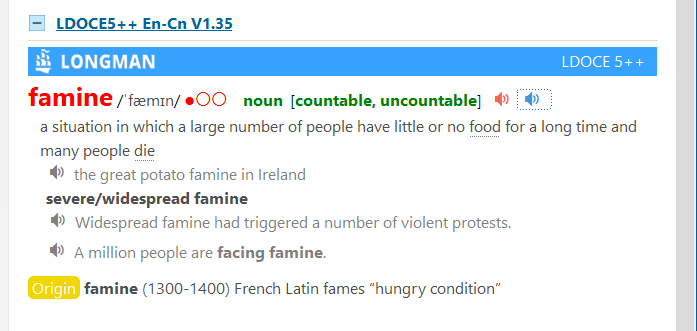 LDOCE5++ En-Cn V1.35
LONGMAN LDOCE 5++
famine /ˈfæmɪn/ ●○○ noun [countable, uncountable]
a situation in which a large number of people have little or no food for a long time and
many people die
the great potato famine in Ireland
severe/widespread famine
Widespread famine had triggered a number of violent protests.
A million people are facing famine.
Origin famine (1300-1400) French Latin fames “hungry condition”